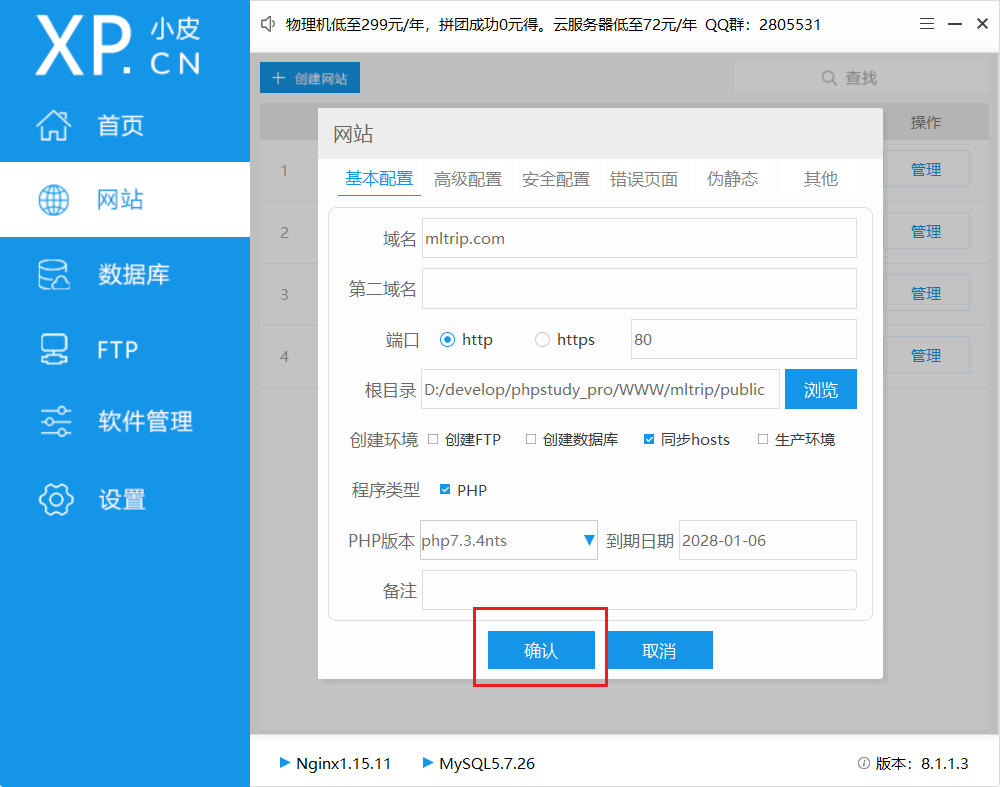 XP.CN 小皮
物理机低至299元/年，拼团成功0元得。云服务器低至72元/年 QQ群：2805531
首页
网站
数据库
FTP
软件管理
设置
创建网站
查找
操作
1
管理
2
管理
3
管理
4
管理
网站
基本配置 高级配置 安全配置 错误页面 伪静态 其他
域名 mltrip.com
第二域名
端口 http https 80
根目录 D:/develop/phpstudy_pro/WWW/mltrip/public 浏览
创建环境 创建FTP 创建数据库 同步hosts 生产环境
程序类型 PHP
PHP版本 php7.3.4nts 到期日期 2028-01-06
备注
确认 取消
Nginx1.15.11 MySQL5.7.26 版本：8.1.1.3